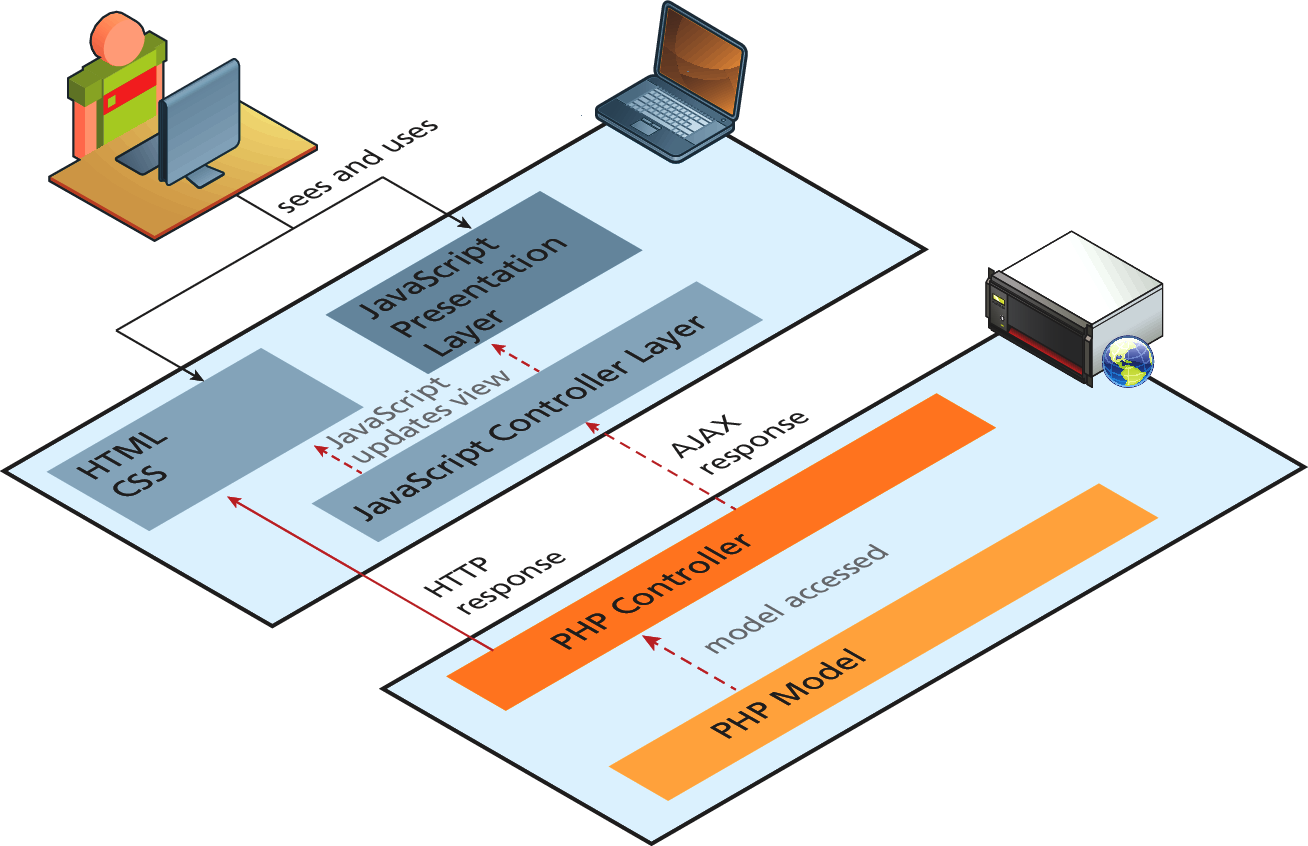 sees and uses
JavaScript
Presentation
Layer
HTML
CSS
JavaScript
updates view
JavaScript Controller Layer
AJAX
response
HTTP
response
PHP Controller
model accessed
PHP Model